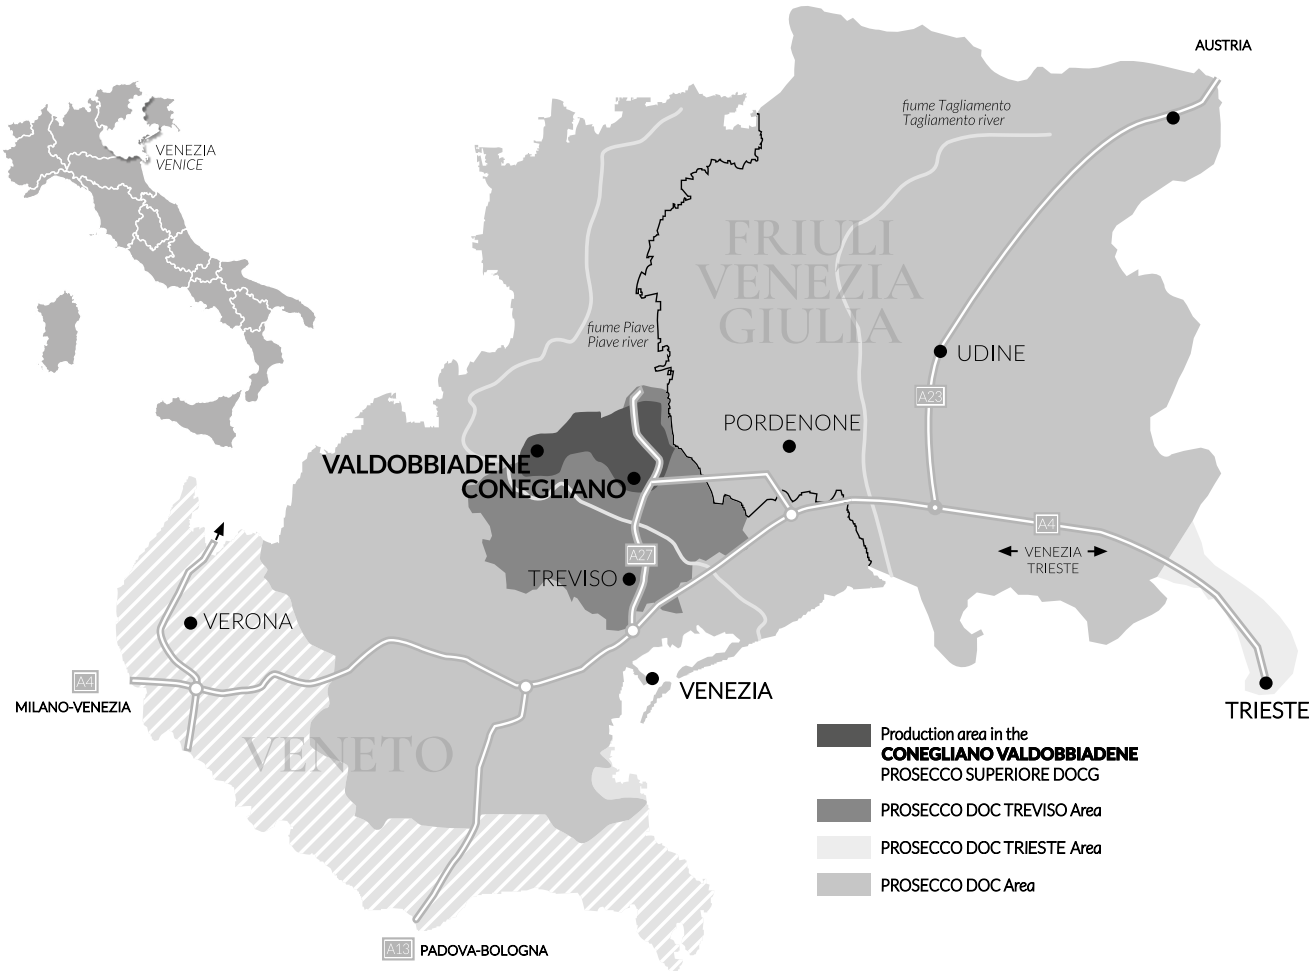 AUSTRIA
fiume Tagliamento
Tagliamento river
VENEZIA
VENICE
FRIULI
VENEZIA
GIULIA
fiume Piave
Piave river
UDINE
A23
PORDENONE
VALDOBBIADENE
CONEGLIANO
A4
VENEZIA
TRIESTE
A27
TREVISO
VERONA
A4
MILANO-VENEZIA
VENEZIA
TRIESTE
VENETO
Production area in the
CONEGLIANO VALDOBBIADENE
PROSECCO SUPERIORE DOCG
PROSECCO DOC TREVISO Area
PROSECCO DOC TRIESTE Area
PROSECCO DOC Area
A13 PADOVA-BOLOGNA